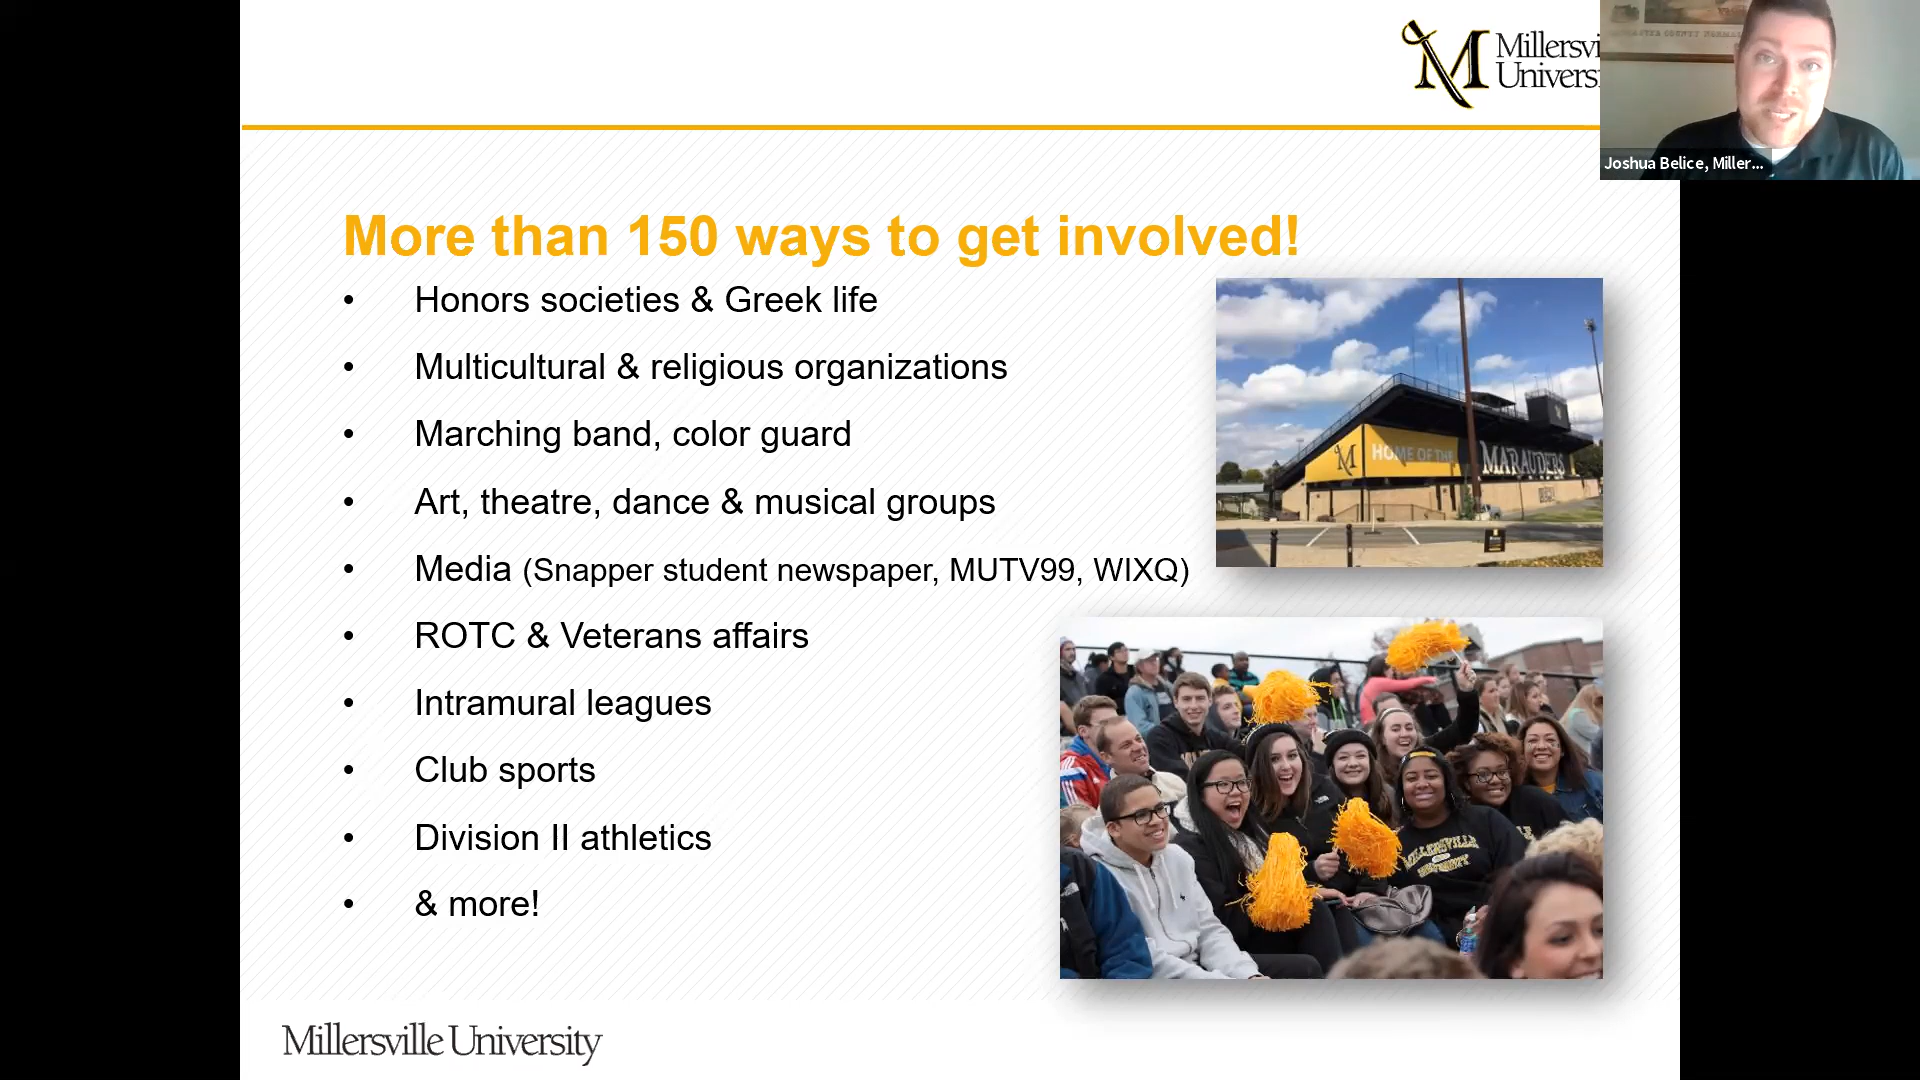 Millersvi
Universi
Joshua Belice, Miller...
More than 150 ways to get involved!
• Honors societies & Greek life
• Multicultural & religious organizations
• Marching band, color guard
• Art, theatre, dance & musical groups
• Media (Snapper student newspaper, MUTV99, WIXQ)
• ROTC & Veterans affairs
• Intramural leagues
• Club sports
• Division II athletics
• & more!
M HOME OF THE MARAUDERS
MILLERSVILLE
UNIVERSITY
Millersville University